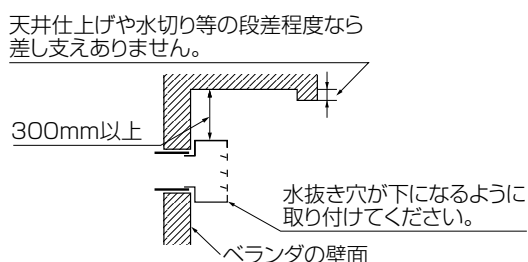 天井仕上げや水切り等の段差程度なら
差し支えありません。
300mm以上
水抜き穴が下になるように
取り付けてください。
ベランダの壁面